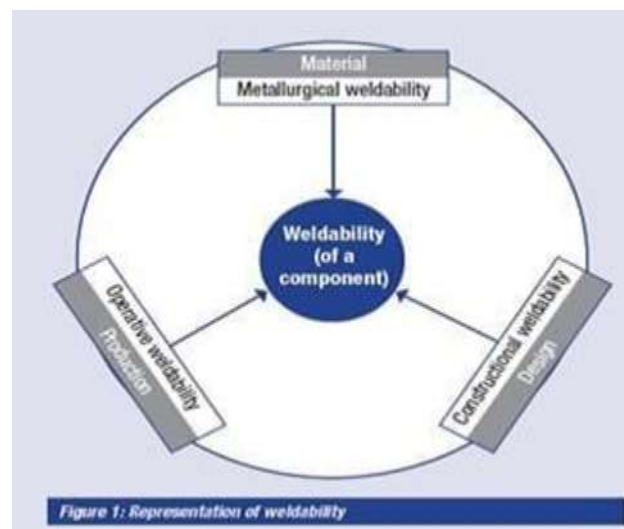 Material
Metallurgical weldability
Weldability
(of a
component)
Operative weldability
Production
Constructional weldability
Design
Figure 1: Representation of weldability